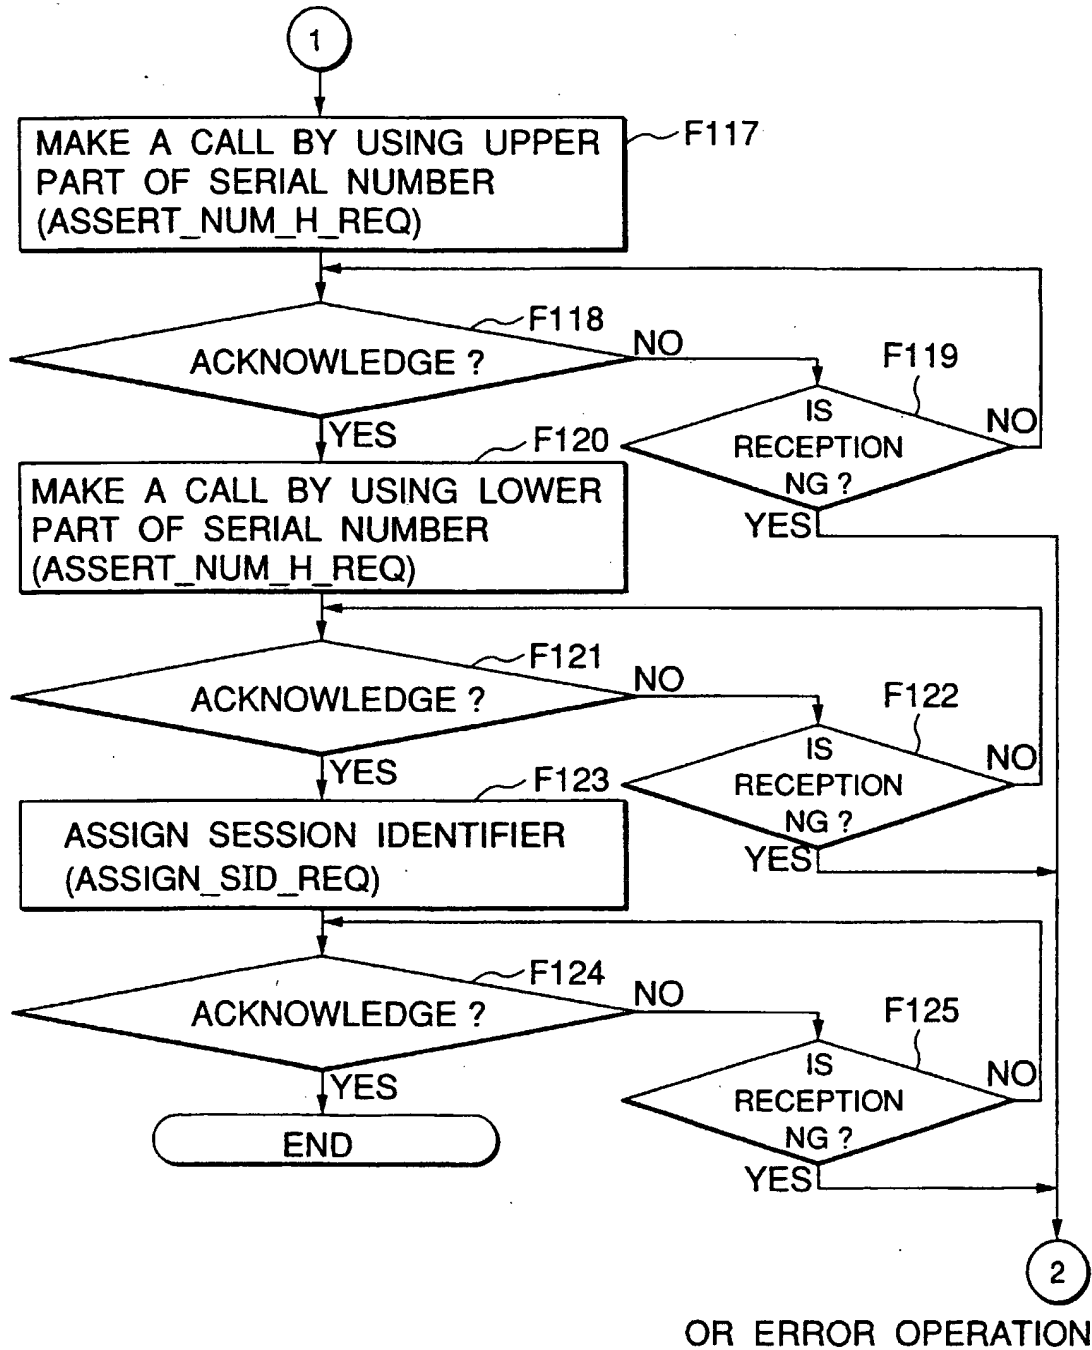 1
MAKE A CALL BY USING UPPER
PART OF SERIAL NUMBER
(ASSERT_NUM_H_REQ)
F117
F118
ACKNOWLEDGE ?
NO
YES
F119
IS
RECEPTION
NG ?
NO
YES
F120
MAKE A CALL BY USING LOWER
PART OF SERIAL NUMBER
(ASSERT_NUM_H_REQ)
F121
ACKNOWLEDGE ?
NO
YES
F122
IS
RECEPTION
NG ?
NO
YES
F123
ASSIGN SESSION IDENTIFIER
(ASSIGN_SID_REQ)
F124
ACKNOWLEDGE ?
NO
YES
F125
IS
RECEPTION
NG ?
NO
YES
END
2
OR ERROR OPERATION